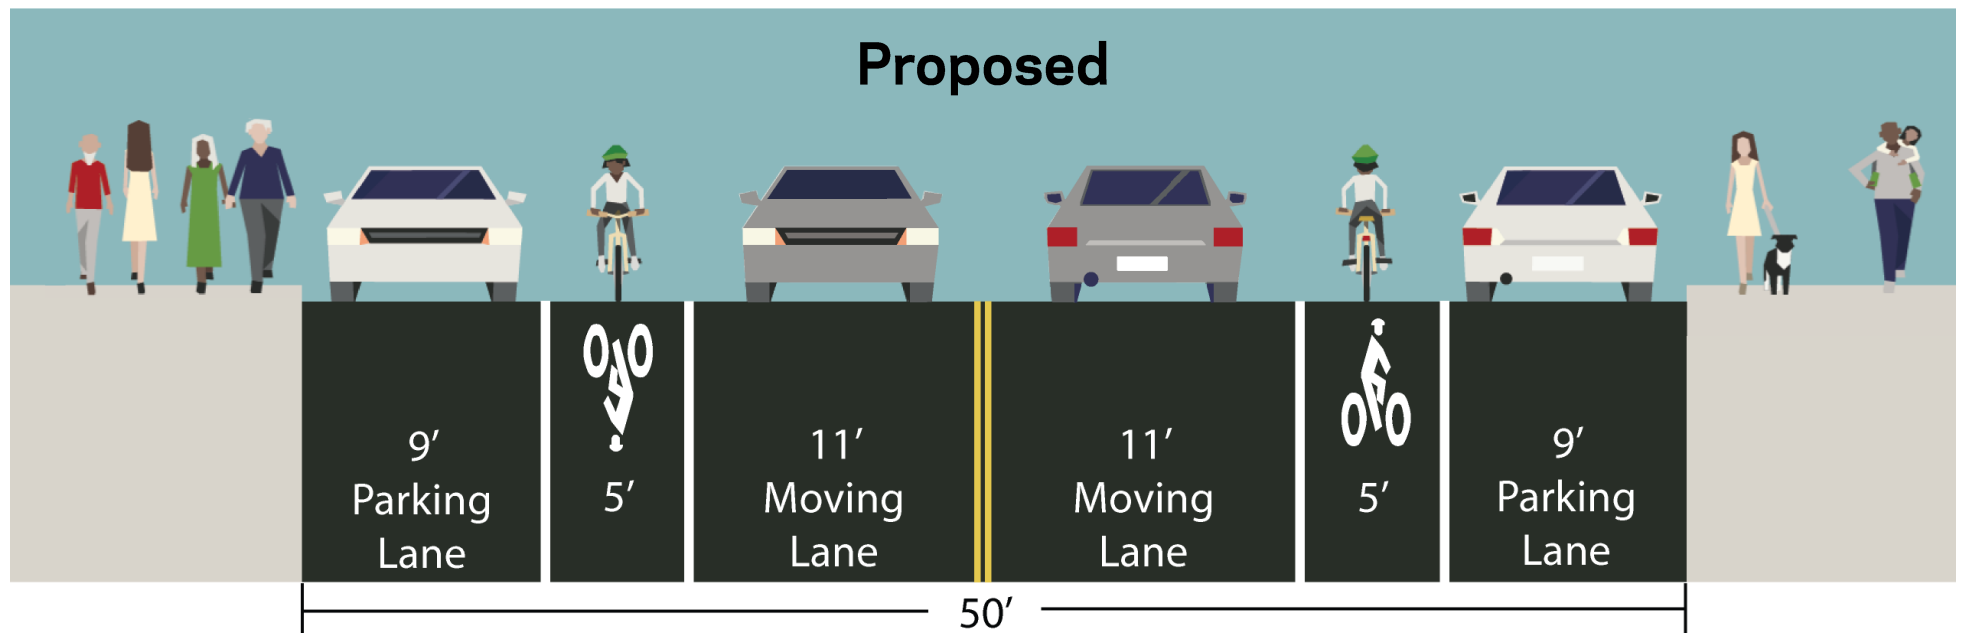 Proposed
9′
Parking
Lane
5′
11′
Moving
Lane
11′
Moving
Lane
5′
9′
Parking
Lane
50′